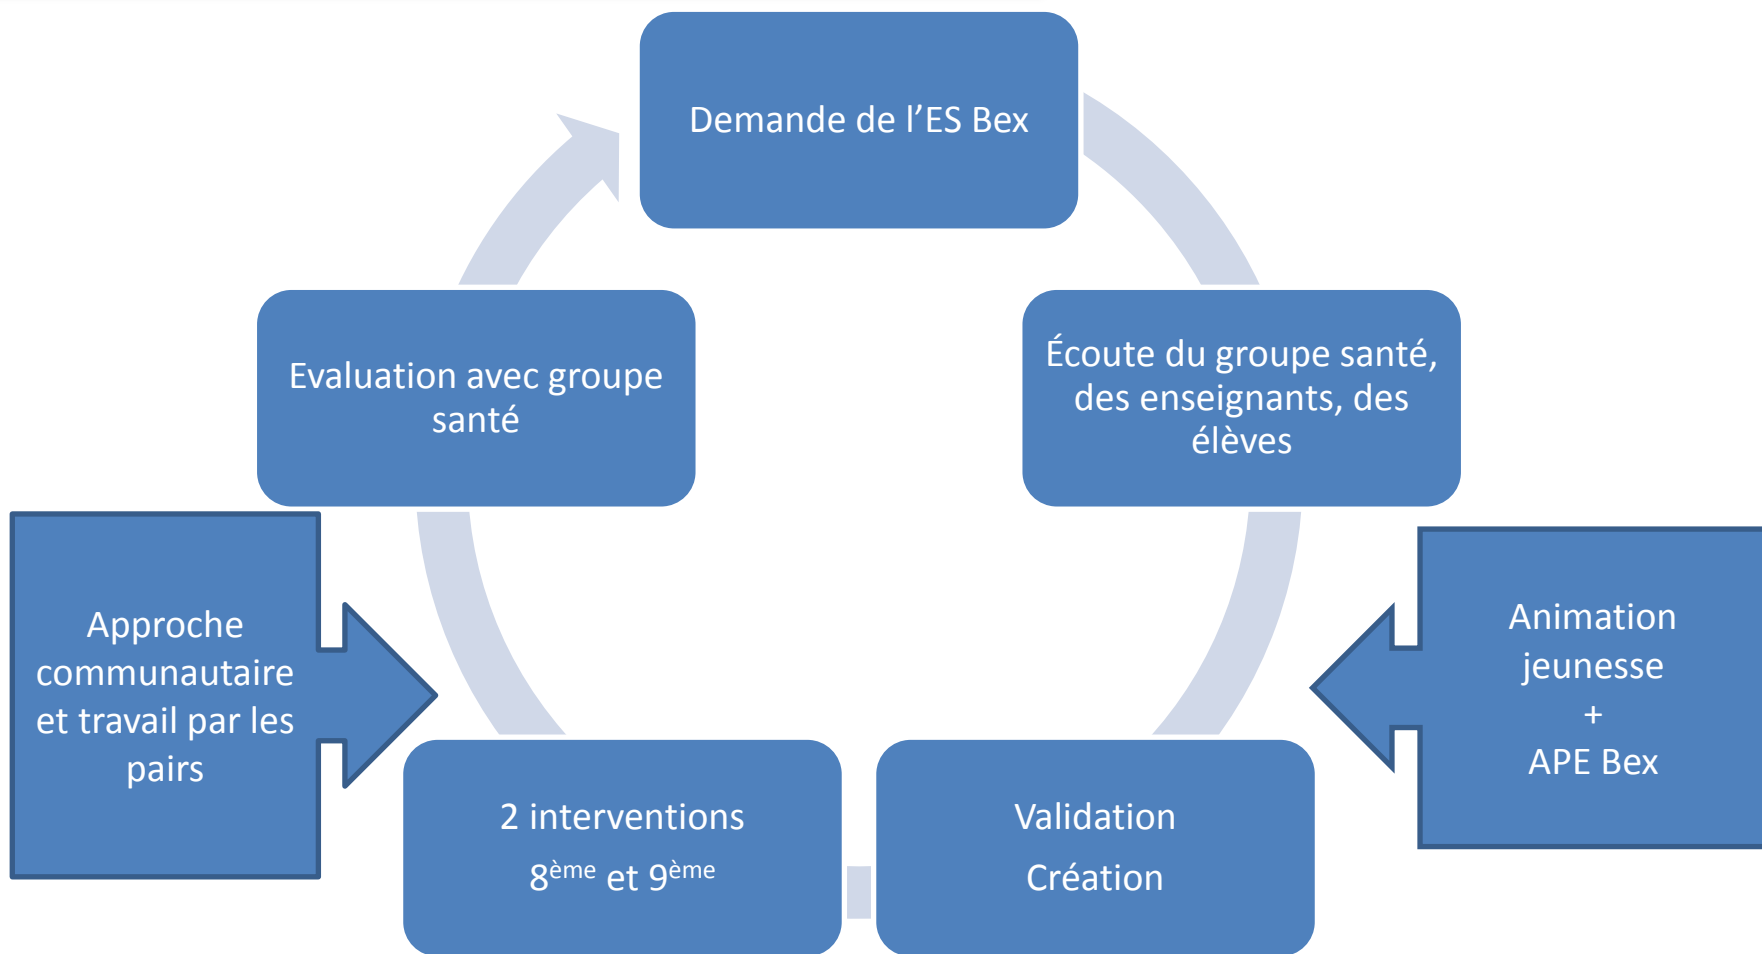 Demande de l’ES Bex
Écoute du groupe santé,
des enseignants, des
élèves
Animation
jeunesse
+
APE Bex
Validation
Création
2 interventions
8ème et 9ème
Approche
communautaire
et travail par les
pairs
Evaluation avec groupe
santé